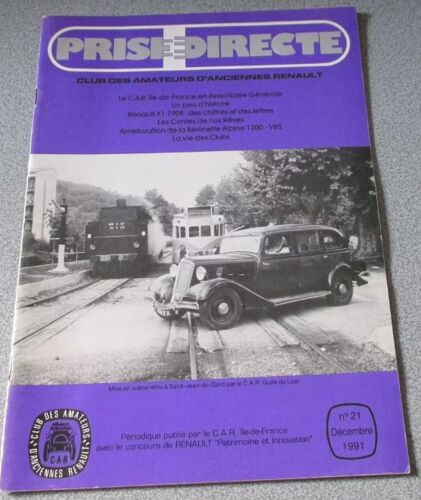 PRISE DIRECTE
CLUB DES AMATEURS D'ANCIENNES RENAULT
Le C.A.R. Île-de-France en Assemblée Générale
Un peu d'histoire
Renault X1 1908 : des chiffres et des lettres
Les Contes de nos Rêves
Amélioration de la Berlinette Alpine 1300 - V85
La vie des Clubs
Mise en scène rétro à Saint-Jean-du-Gard par le C.A.R. Golfe du Lion
CLUB DES AMATEURS
C.A.R.
D'ANCIENNES RENAULT
Périodique publié par le C.A.R. Île-de-France
avec le concours de RENAULT "Patrimoine et Innovation"
n° 21
Décembre
1991